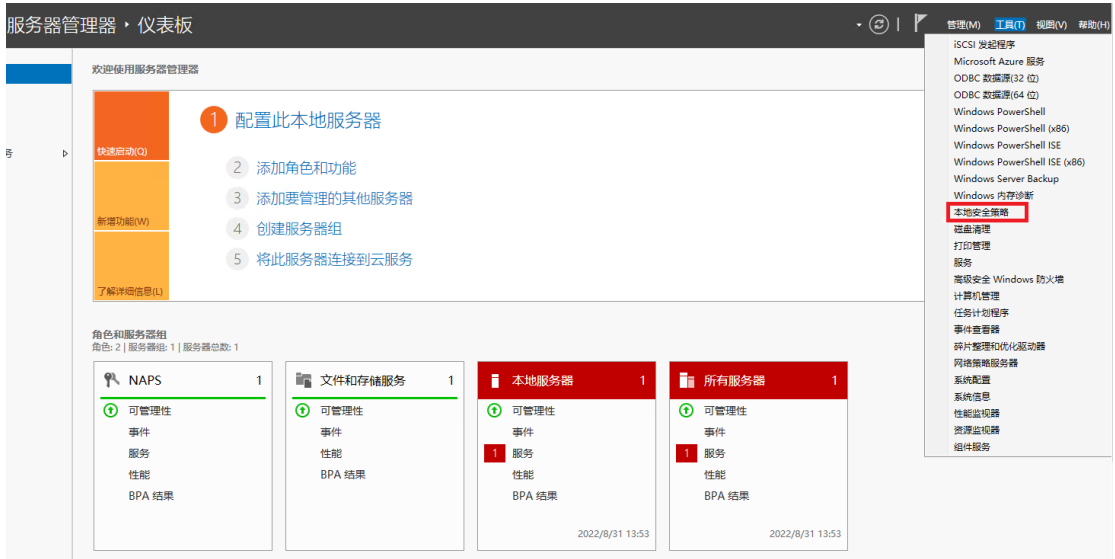 服务器管理器 ‣ 仪表板
管理(M) 工具(T) 视图(V) 帮助(H)
iSCSI 发起程序
Microsoft Azure 服务
ODBC 数据源(32 位)
ODBC 数据源(64 位)
Windows PowerShell
Windows PowerShell (x86)
Windows PowerShell ISE
Windows PowerShell ISE (x86)
Windows Server Backup
Windows 内存诊断
本地安全策略
磁盘清理
打印管理
服务
高级安全 Windows 防火墙
计算机管理
任务计划程序
事件查看器
碎片整理和优化驱动器
网络策略服务器
系统配置
系统信息
性能监视器
资源监视器
组件服务
务
欢迎使用服务器管理器
快速启动(Q)
新增功能(W)
了解详细信息(L)
1 配置此本地服务器
2 添加角色和功能
3 添加要管理的其他服务器
4 创建服务器组
5 将此服务器连接到云服务
角色和服务器组
角色: 2 | 服务器组: 1 | 服务器总数: 1
NAPS 1
可管理性
事件
服务
性能
BPA 结果
文件和存储服务 1
可管理性
事件
性能
BPA 结果
本地服务器 1
可管理性
事件
1 服务
性能
BPA 结果
2022/8/31 13:53
所有服务器 1
可管理性
事件
1 服务
性能
BPA 结果
2022/8/31 13:53